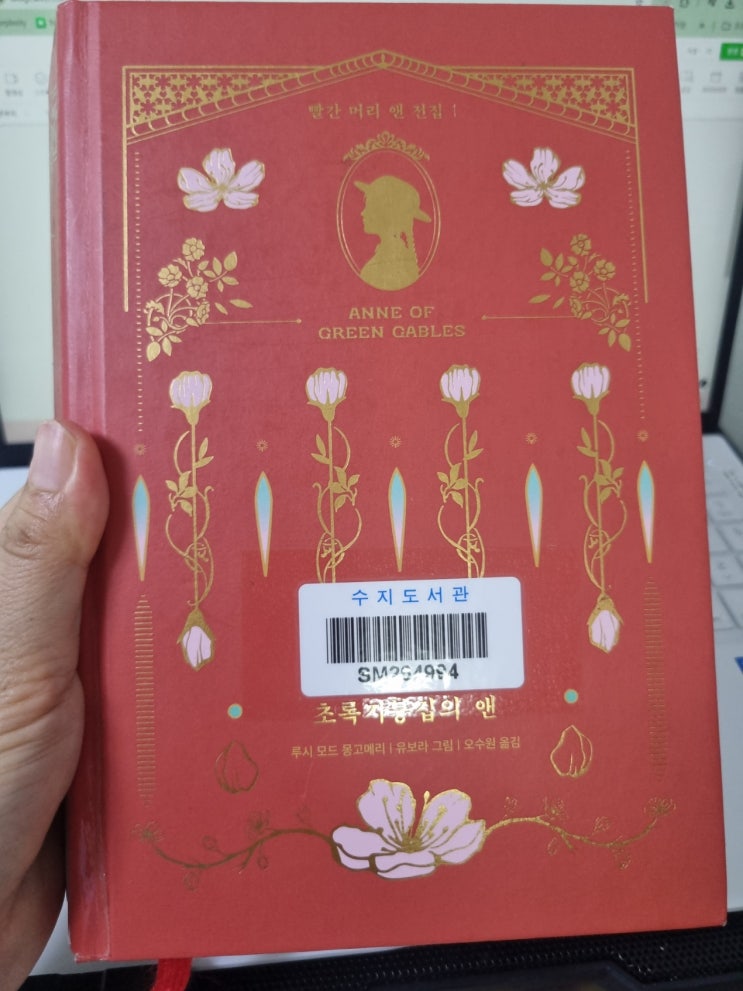 빨간 머리 앤 전집 1
ANNE OF
GREEN GABLES
수지도서관
초록 지붕 집의 앤
루시 모드 몽고메리 | 유보라 그림 | 오수원 옮김